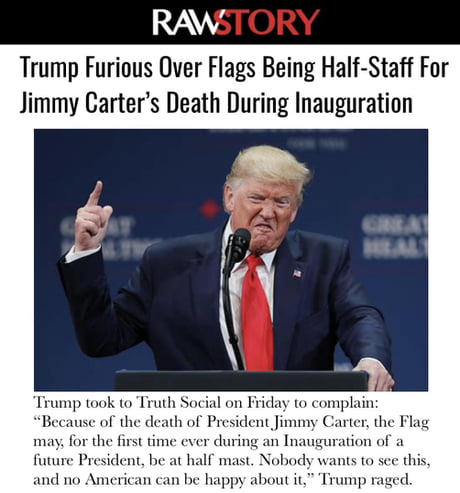 RAWSTORY
Trump Furious Over Flags Being Half-Staff For
Jimmy Carter’s Death During Inauguration
GREAT
HEAL
Trump took to Truth Social on Friday to complain:
“Because of the death of President Jimmy Carter, the Flag
may, for the first time ever during an Inauguration of a
future President, be at half mast. Nobody wants to see this,
and no American can be happy about it,” Trump raged.